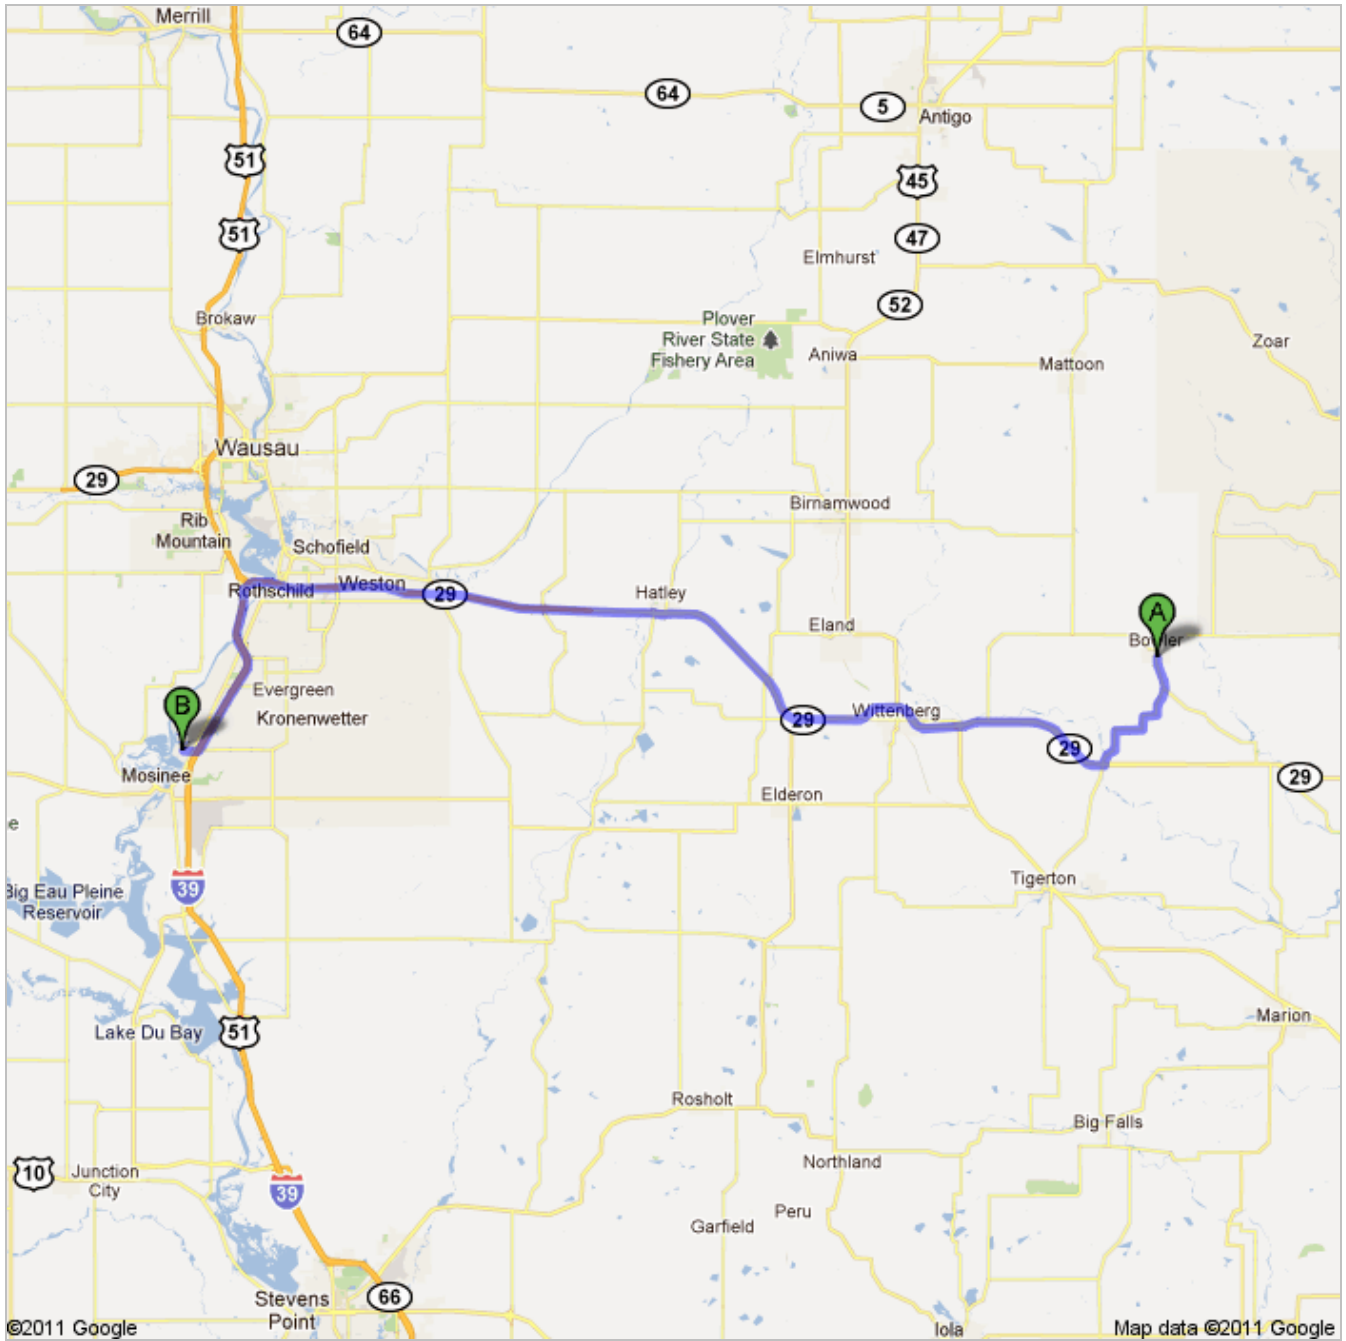 Merrill
64
64
5
Antigo
51
45
51
47
Elmhurst
52
Brokaw
Plover
River State
Fishery Area
Zoar
Aniwa
Mattoon
Wausau
29
Birnamwood
Rib
Mountain
Schofield
Rothschild
Weston
29
Hatley
A
Eland
Bowler
Evergreen
B
Kronenwetter
29
Wittenberg
29
Mosinee
29
Elderon
e
39
Tigerton
Big Eau Pleine
Reservoir
Marion
Lake Du Bay
51
Rosholt
Big Falls
Northland
10
Junction
City
39
Peru
Garfield
Stevens
Point
66
©2011 Google
Iola
Map data ©2011 Google